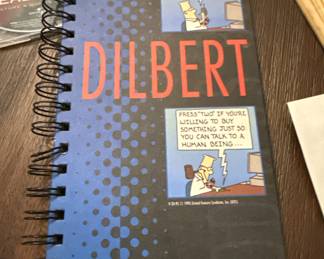 DILBERT
PRESS "TWO" IF YOU'RE
WILLING TO BUY
SOMETHING JUST SO
YOU CAN TALK TO A
HUMAN BEING...